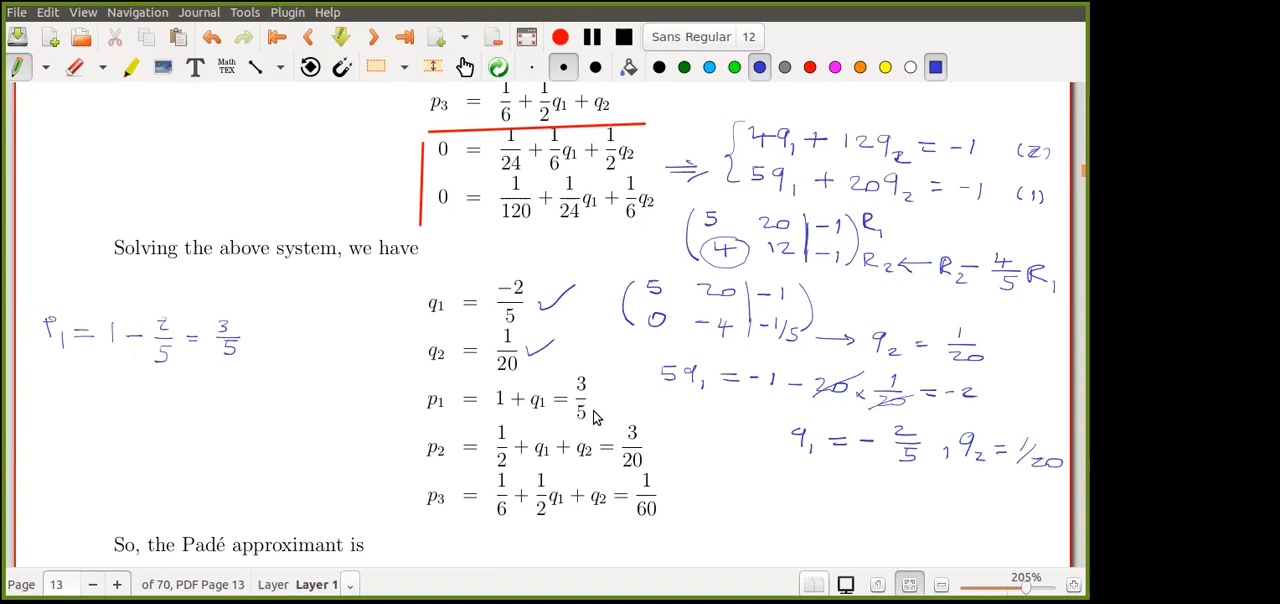 File Edit View Navigation Journal Tools Plugin Help
Sans Regular 12
T Math TEX
p₃ = 1/6 + 1/2 q₁ + q₂
0 = 1/24 + 1/6 q₁ + 1/2 q₂
0 = 1/120 + 1/24 q₁ + 1/6 q₂
⇒ { 4q₁ + 12q₂ = -1 (2)
5q₁ + 20q₂ = -1 (1)
( 5 20 | -1 ) R₁
( 4 12 | -1 ) R₂ ← R₂ - 4/5 R₁
Solving the above system, we have
q₁ = -2/5 ✓
q₂ = 1/20 ✓
p₁ = 1 + q₁ = 3/5
p₂ = 1/2 + q₁ + q₂ = 3/20
p₃ = 1/6 + 1/2 q₁ + q₂ = 1/60
P₁ = 1 - 2/5 = 3/5
( 5 20 | -1 )
( 0 -4 | -1/5 ) → q₂ = 1/20
5q₁ = -1 - 20 × 1/20 = -2
q₁ = - 2/5 , q₂ = 1/20
So, the Padé approximant is
Page 13 of 70, PDF Page 13 Layer Layer 1 205%